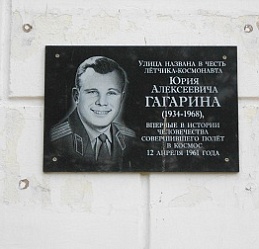 УЛИЦА НАЗВАНА В ЧЕСТЬ
ЛЁТЧИКА-КОСМОНАВТА
ЮРИЯ
АЛЕКСЕЕВИЧА
ГАГАРИНА
(1934-1968),
ВПЕРВЫЕ В ИСТОРИИ
ЧЕЛОВЕЧЕСТВА
СОВЕРШИВШЕГО ПОЛЁТ
В КОСМОС
12 АПРЕЛЯ 1961 ГОДА